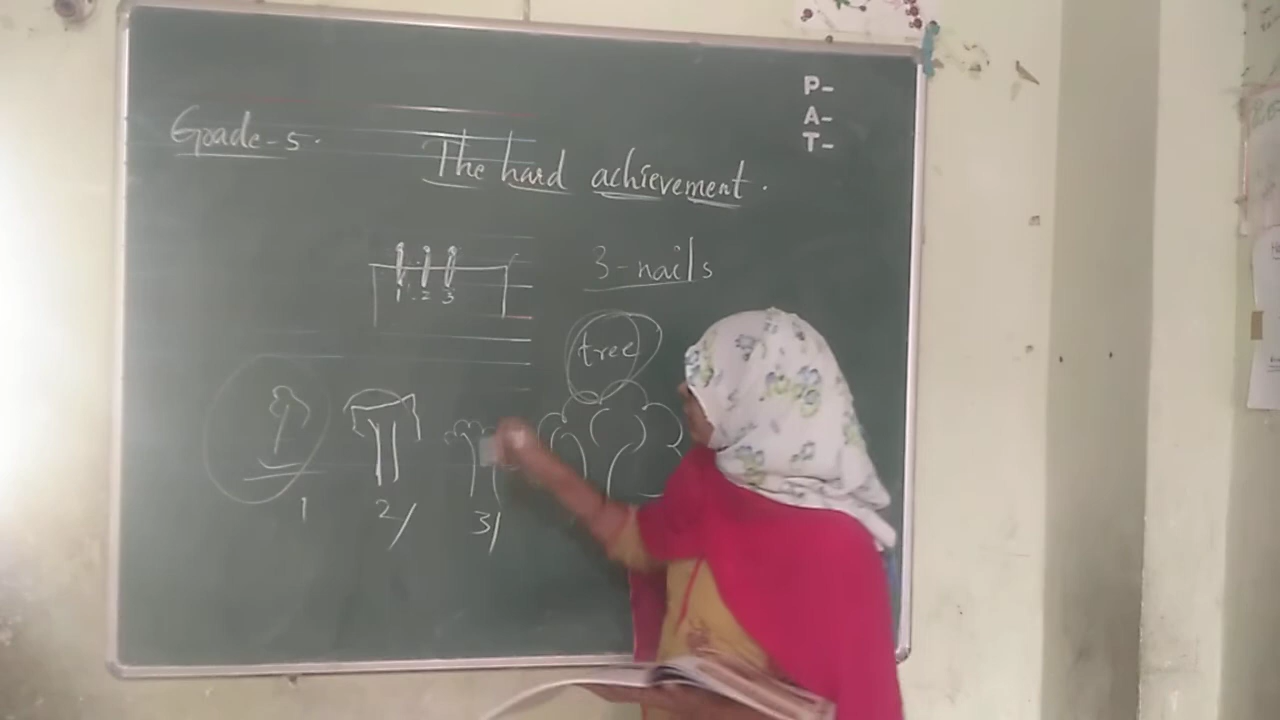 P-
A-
T-
Grade-5.
The hard achievement.
1 2 3
3-nails
tree
1 2/ 3/